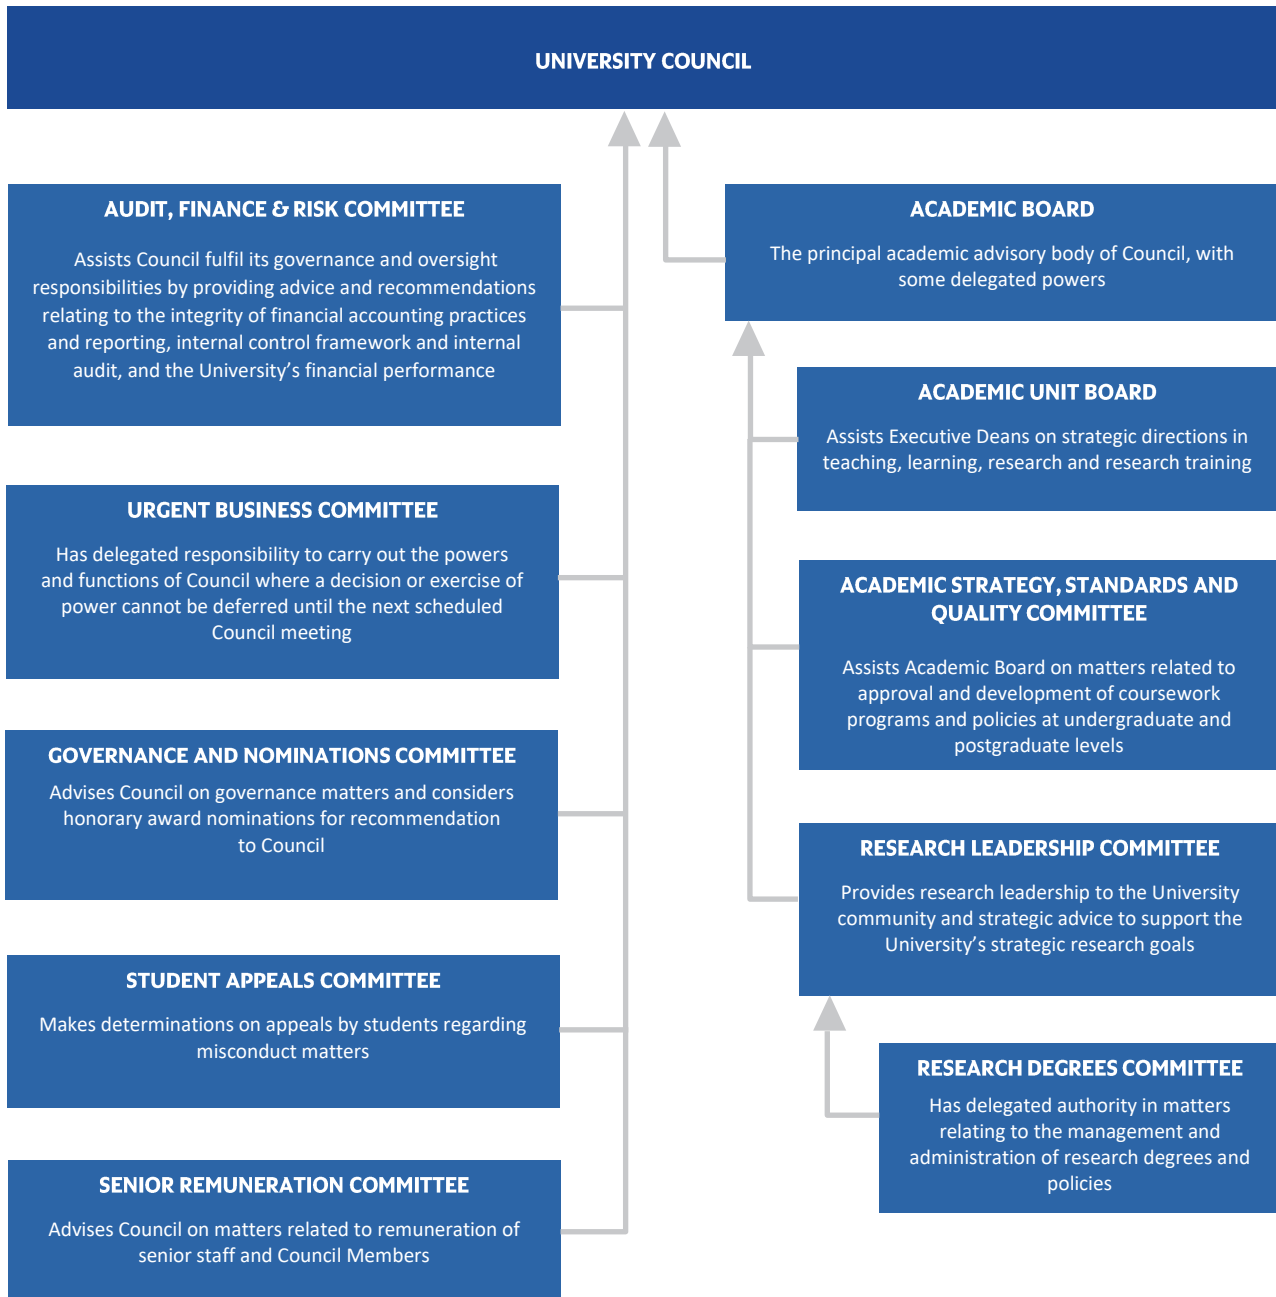 UNIVERSITY COUNCIL
AUDIT, FINANCE & RISK COMMITTEE
Assists Council fulfil its governance and oversight
responsibilities by providing advice and recommendations
relating to the integrity of financial accounting practices
and reporting, internal control framework and internal
audit, and the University’s financial performance
URGENT BUSINESS COMMITTEE
Has delegated responsibility to carry out the powers
and functions of Council where a decision or exercise of
power cannot be deferred until the next scheduled
Council meeting
GOVERNANCE AND NOMINATIONS COMMITTEE
Advises Council on governance matters and considers
honorary award nominations for recommendation
to Council
STUDENT APPEALS COMMITTEE
Makes determinations on appeals by students regarding
misconduct matters
SENIOR REMUNERATION COMMITTEE
Advises Council on matters related to remuneration of
senior staff and Council Members
ACADEMIC BOARD
The principal academic advisory body of Council, with
some delegated powers
ACADEMIC UNIT BOARD
Assists Executive Deans on strategic directions in
teaching, learning, research and research training
ACADEMIC STRATEGY, STANDARDS AND
QUALITY COMMITTEE
Assists Academic Board on matters related to
approval and development of coursework
programs and policies at undergraduate and
postgraduate levels
RESEARCH LEADERSHIP COMMITTEE
Provides research leadership to the University
community and strategic advice to support the
University’s strategic research goals
RESEARCH DEGREES COMMITTEE
Has delegated authority in matters
relating to the management and
administration of research degrees and
policies